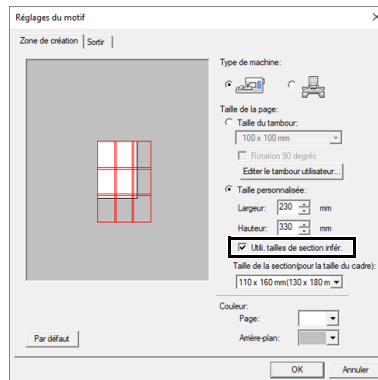 Réglages du motif
Zone de création
Sortir
Type de machine:
Taille de la page:
Taille du tambour:
100 x 100 mm
Rotation 90 degrés
Editer le tambour utilisateur...
Taille personnalisée:
Largeur: 230 mm
Hauteur: 330 mm
Utili. tailles de section infér.
Taille de la section(pour la taille du cadre):
110 x 160 mm(130 x 180 m
Couleur:
Page:
Arrière-plan:
Par défaut
OK
Annuler